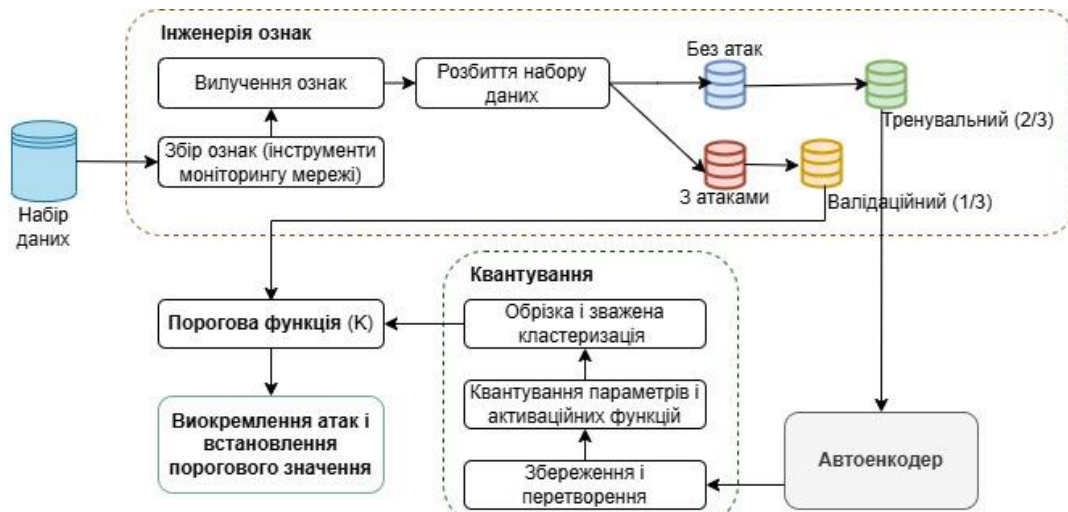 Інженерія ознак
Вилучення ознак
Розбиття набору
даних
Без атак
Тренувальний (2/3)
Збір ознак (інструменти
моніторингу мережі)
З атаками
Валідаційний (1/3)
Набір
даних
Квантування
Порогова функція (K)
Обрізка і зважена
кластеризація
Квантування параметрів і
активаційних функцій
Виокремлення атак і
встановлення
порогового значення
Збереження і
перетворення
Автоенкодер